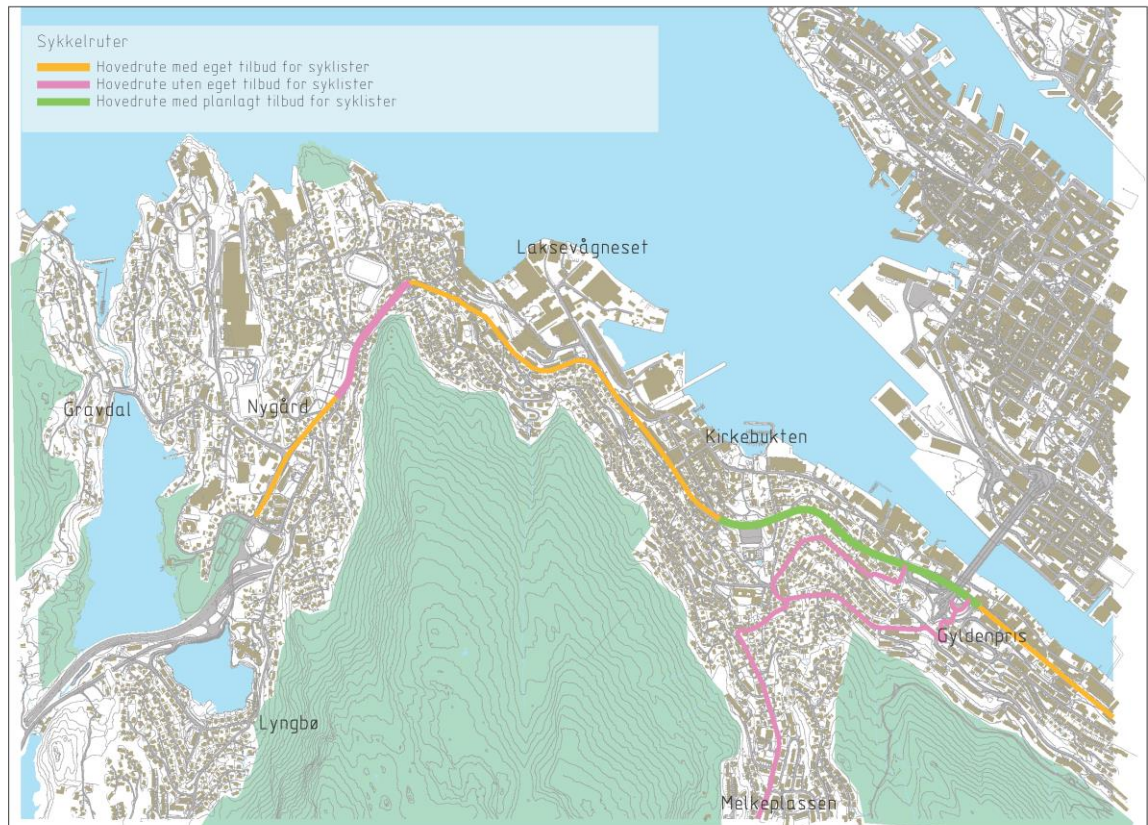 Sykkelruter
Hovedrute med eget tilbud for syklister
Hovedrute uten eget tilbud for syklister
Hovedrute med planlagt tilbud for syklister
Laksevågneset
Gravdal
Nygård
Kirkebukten
Gyldenpris
Lyngbø
Melkeplassen